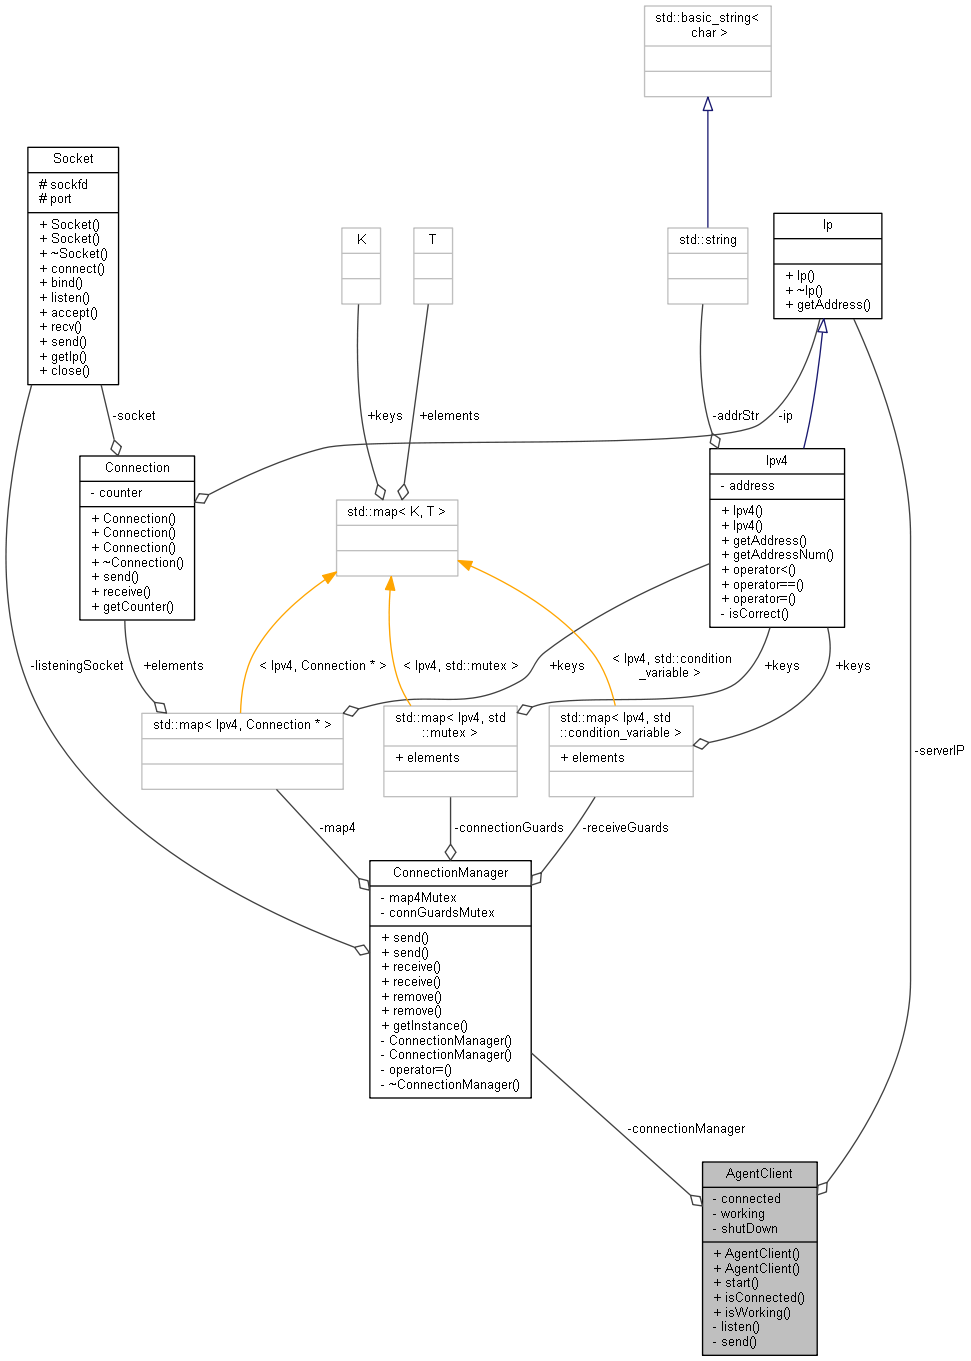 std::basic_string<
char >
Socket
# sockfd
# port
+ Socket()
+ Socket()
+ ~Socket()
+ connect()
+ bind()
+ listen()
+ accept()
+ recv()
+ send()
+ getIp()
+ close()
K
T
std::string
Ip
+ Ip()
+ ~Ip()
+ getAddress()
-socket
+keys
+elements
-addrStr
-ip
Connection
- counter
+ Connection()
+ Connection()
+ Connection()
+ ~Connection()
+ send()
+ receive()
+ getCounter()
std::map< K, T >
Ipv4
- address
+ Ipv4()
+ Ipv4()
+ getAddress()
+ getAddressNum()
+ operator<()
+ operator==()
+ operator=()
- isCorrect()
-listeningSocket
+elements
< Ipv4, Connection * >
< Ipv4, std::mutex >
+keys
< Ipv4, std::condition
_variable >
+keys
+keys
-serverIP
std::map< Ipv4, Connection * >
std::map< Ipv4, std
::mutex >
+ elements
std::map< Ipv4, std
::condition_variable >
+ elements
-map4
-connectionGuards
-receiveGuards
ConnectionManager
- map4Mutex
- connGuardsMutex
+ send()
+ send()
+ receive()
+ receive()
+ remove()
+ remove()
+ getInstance()
- ConnectionManager()
- ConnectionManager()
- operator=()
- ~ConnectionManager()
-connectionManager
AgentClient
- connected
- working
- shutDown
+ AgentClient()
+ AgentClient()
+ start()
+ isConnected()
+ isWorking()
- listen()
- send()